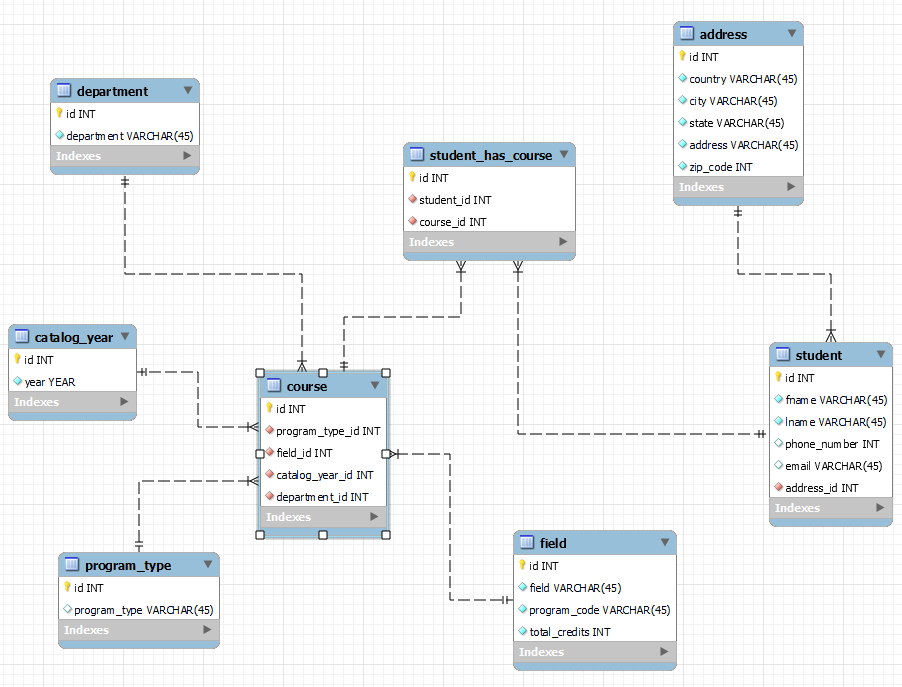 address
id INT
country VARCHAR(45)
city VARCHAR(45)
state VARCHAR(45)
address VARCHAR(45)
zip_code INT
Indexes
department
id INT
department VARCHAR(45)
Indexes
student_has_course
id INT
student_id INT
course_id INT
Indexes
catalog_year
id INT
year YEAR
Indexes
course
id INT
program_type_id INT
field_id INT
catalog_year_id INT
department_id INT
Indexes
student
id INT
fname VARCHAR(45)
lname VARCHAR(45)
phone_number INT
email VARCHAR(45)
address_id INT
Indexes
program_type
id INT
program_type VARCHAR(45)
Indexes
field
id INT
field VARCHAR(45)
program_code VARCHAR(45)
total_credits INT
Indexes